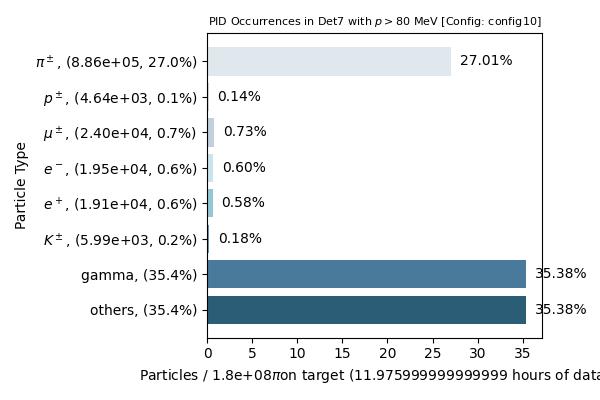 PID Occurrences in Det7 with p > 80 MeV [Config: config10]
Particle Type
π±, (8.86e+05, 27.0%) 27.01%
p±, (4.64e+03, 0.1%) 0.14%
μ±, (2.40e+04, 0.7%) 0.73%
e−, (1.95e+04, 0.6%) 0.60%
e+, (1.91e+04, 0.6%) 0.58%
K±, (5.99e+03, 0.2%) 0.18%
gamma, (35.4%) 35.38%
others, (35.4%) 35.38%
0 5 10 15 20 25 30 35
Particles / 1.8e+08πon target (11.975999999999999 hours of data